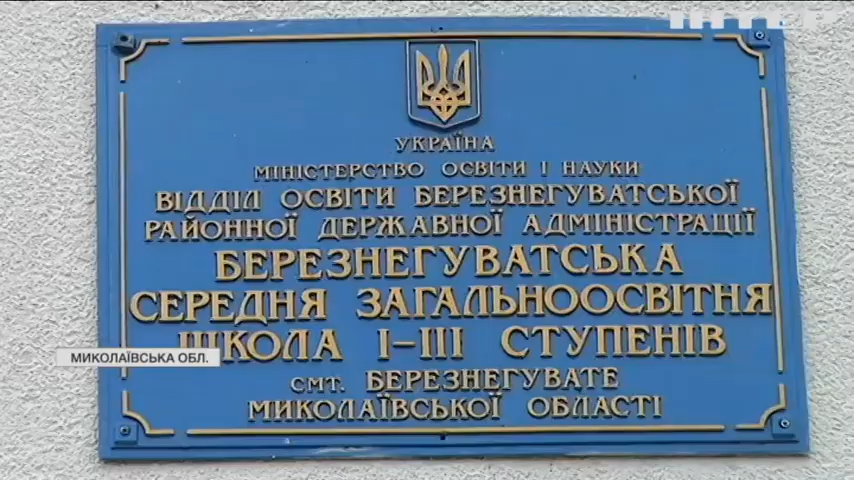 ІНТЕР
УКРАЇНА
МІНІСТЕРСТВО ОСВІТИ І НАУКИ
ВІДДІЛ ОСВІТИ БЕРЕЗНЕГУВАТСЬКОЇ
РАЙОННОЇ ДЕРЖАВНОЇ АДМІНІСТРАЦІЇ
БЕРЕЗНЕГУВАТСЬКА
СЕРЕДНЯ ЗАГАЛЬНООСВІТНЯ
ШКОЛА І–ІІІ СТУПЕНІВ
МИКОЛАЇВСЬКА ОБЛ.
СМТ. БЕРЕЗНЕГУВАТЕ
МИКОЛАЇВСЬКОЇ ОБЛАСТІ